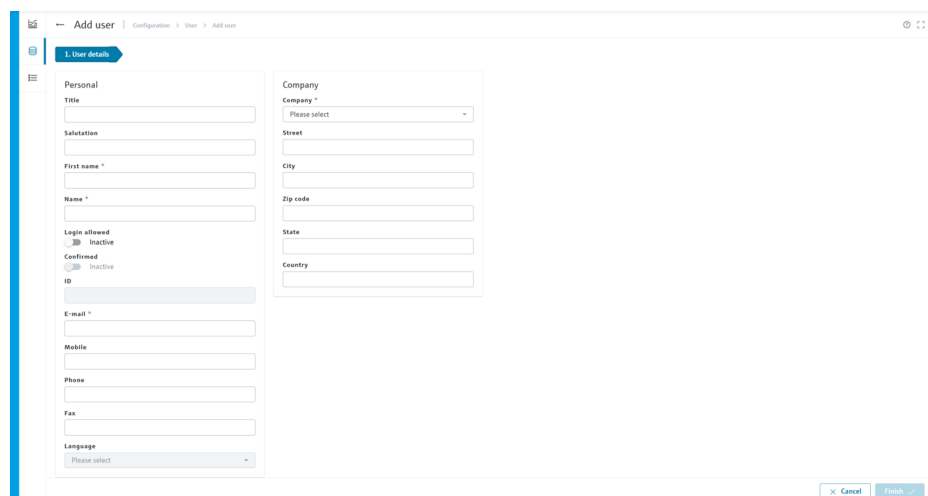 ← Add user | Configuration > User > Add user
1. User details
Personal
Title
Salutation
First name *
Name *
Login allowed
Inactive
Confirmed
Inactive
ID
E-mail *
Mobile
Phone
Fax
Language
Please select
Company
Company *
Please select
Street
City
Zip code
State
Country
Cancel
Finish